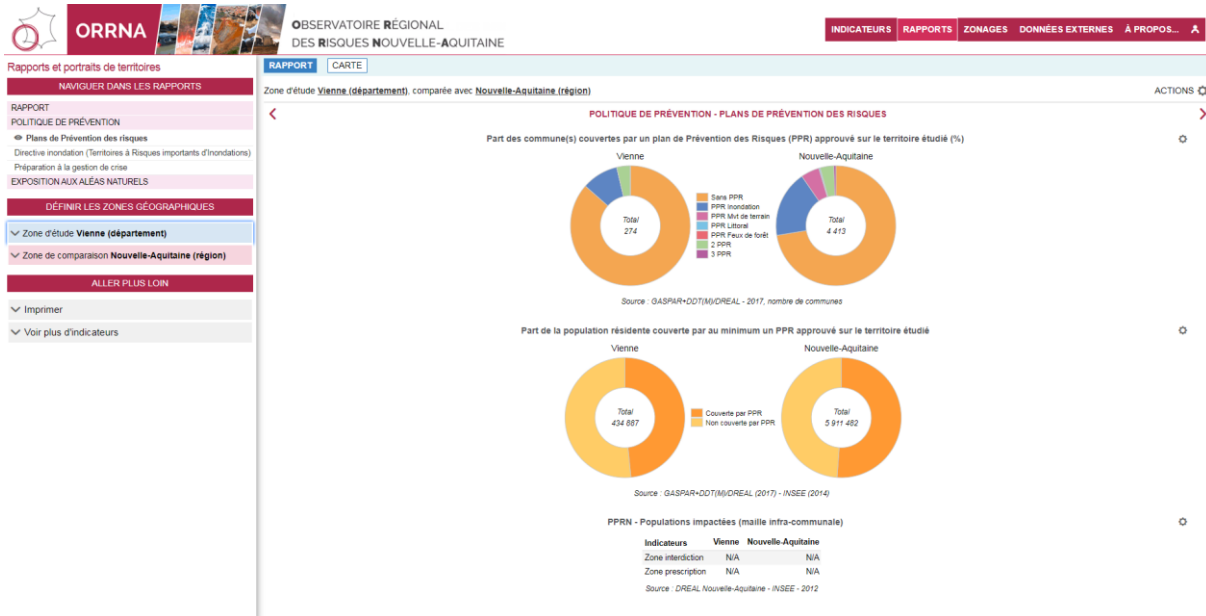 ORRNA
OBSERVATOIRE RÉGIONAL
DES RISQUES NOUVELLE-AQUITAINE
INDICATEURS RAPPORTS ZONAGES DONNÉES EXTERNES À PROPOS...
Rapports et portraits de territoires
NAVIGUER DANS LES RAPPORTS
RAPPORT
POLITIQUE DE PRÉVENTION
Plans de Prévention des risques
Directive inondation (Territoires à Risques importants d'Inondations)
Préparation à la gestion de crise
EXPOSITION AUX ALÉAS NATURELS
DÉFINIR LES ZONES GÉOGRAPHIQUES
Zone d'étude Vienne (département)
Zone de comparaison Nouvelle-Aquitaine (région)
ALLER PLUS LOIN
Imprimer
Voir plus d'indicateurs
RAPPORT CARTE
Zone d'étude Vienne (département), comparée avec Nouvelle-Aquitaine (région)
ACTIONS
POLITIQUE DE PRÉVENTION - PLANS DE PRÉVENTION DES RISQUES
Part des commune(s) couvertes par un plan de Prévention des Risques (PPR) approuvé sur le territoire étudié (%)
Vienne
Total
274
Sans PPR
PPR Inondation
PPR Mvt de terrain
PPR Littoral
PPR Feux de forêt
2 PPR
3 PPR
Nouvelle-Aquitaine
Total
4 413
Source : GASPAR+DDT(M)/DREAL - 2017, nombre de communes
Part de la population résidente couverte par au minimum un PPR approuvé sur le territoire étudié
Vienne
Total
434 887
Couverte par PPR
Non couverte par PPR
Nouvelle-Aquitaine
Total
5 911 482
Source : GASPAR+DDT(M)/DREAL (2017) - INSEE (2014)
PPRN - Populations impactées (maille infra-communale)
Indicateurs Vienne Nouvelle-Aquitaine
Zone interdiction N/A N/A
Zone prescription N/A N/A
Source : DREAL Nouvelle-Aquitaine - INSEE - 2012